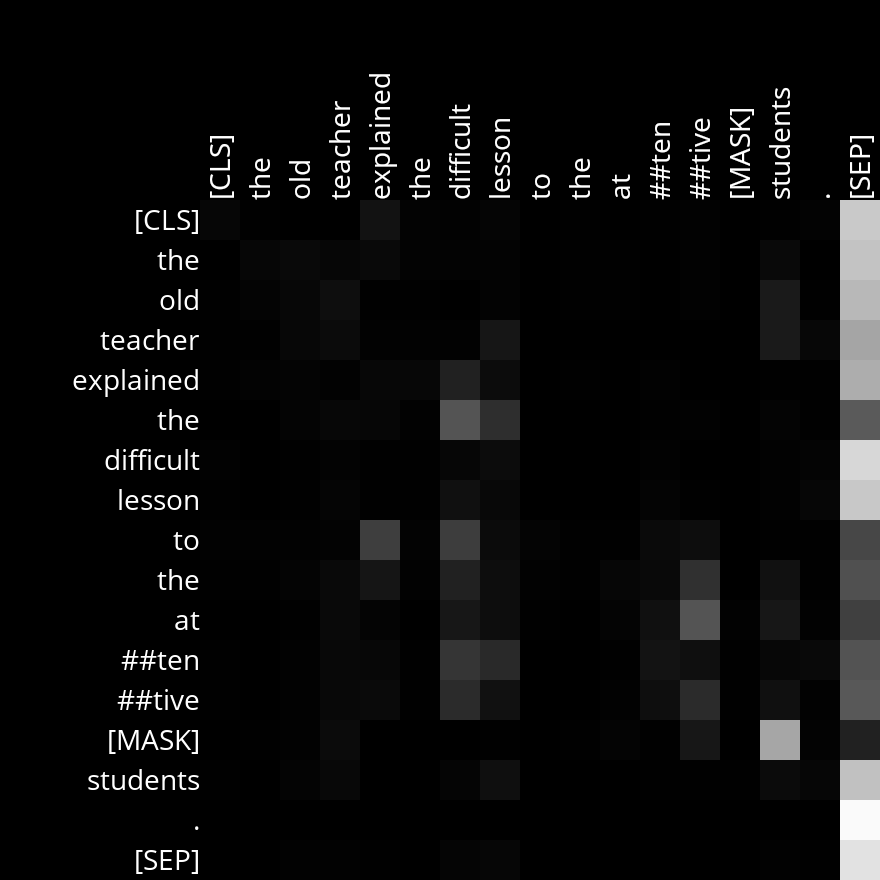 [CLS] the old teacher explained the difficult lesson to the at ##ten ##tive [MASK] students . [SEP]
[CLS]
the
old
teacher
explained
the
difficult
lesson
to
the
at
##ten
##tive
[MASK]
students
.
[SEP]